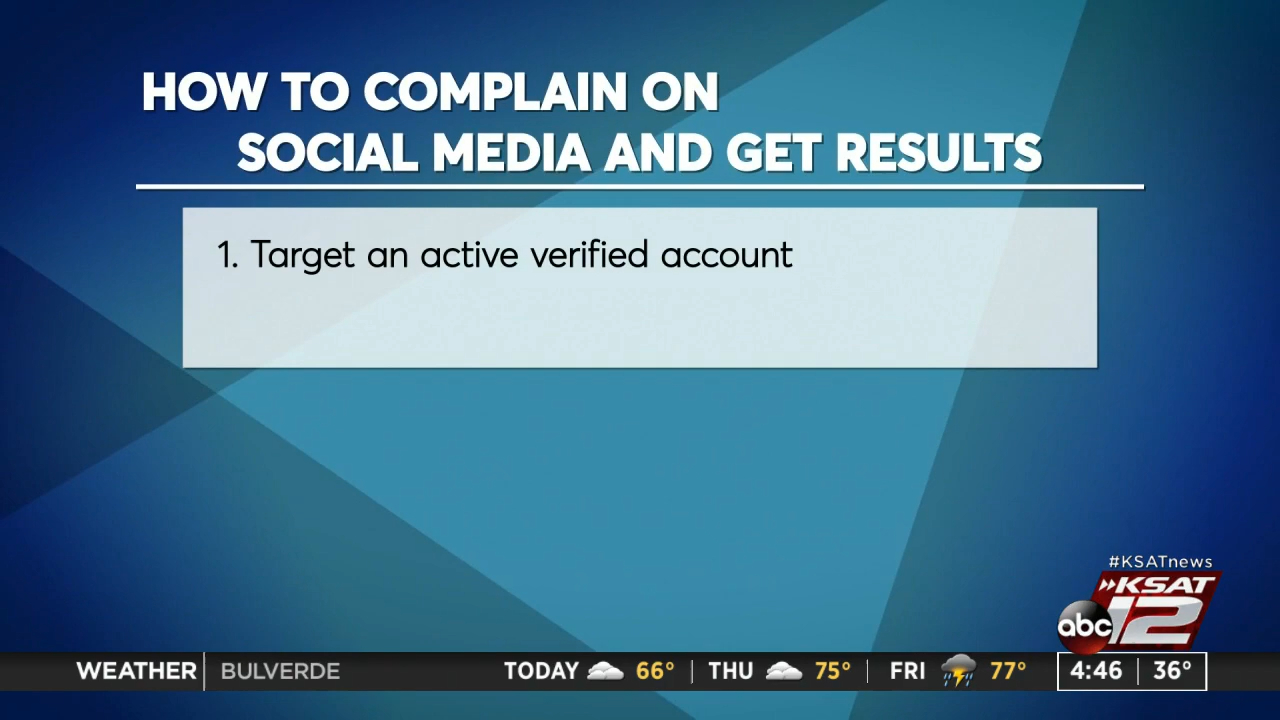 HOW TO COMPLAIN ON
SOCIAL MEDIA AND GET RESULTS
1. Target an active verified account
#KSATnews
KSAT
abc 12
WEATHER BULVERDE TODAY 66° THU 75° FRI 77° 4:46 36°